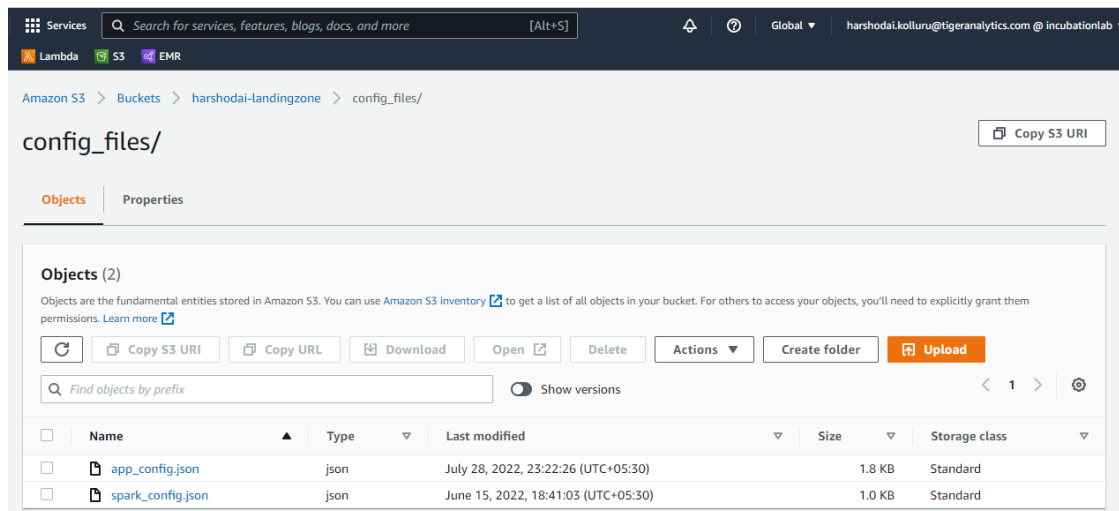 Services Search for services, features, blogs, docs, and more [Alt+S] Global ▼ harshodai.kolluru@tigeranalytics.com @ incubationlab
Lambda S3 EMR
Amazon S3 > Buckets > harshodai-landingzone > config_files/
config_files/
Copy S3 URI
Objects Properties
Objects (2)
Objects are the fundamental entities stored in Amazon S3. You can use Amazon S3 inventory to get a list of all objects in your bucket. For others to access your objects, you'll need to explicitly grant them
permissions. Learn more
Copy S3 URI Copy URL Download Open Delete Actions ▼ Create folder Upload
Find objects by prefix Show versions < 1 >
Name ▲ Type Last modified Size Storage class
app_config.json json July 28, 2022, 23:22:26 (UTC+05:30) 1.8 KB Standard
spark_config.json json June 15, 2022, 18:41:03 (UTC+05:30) 1.0 KB Standard